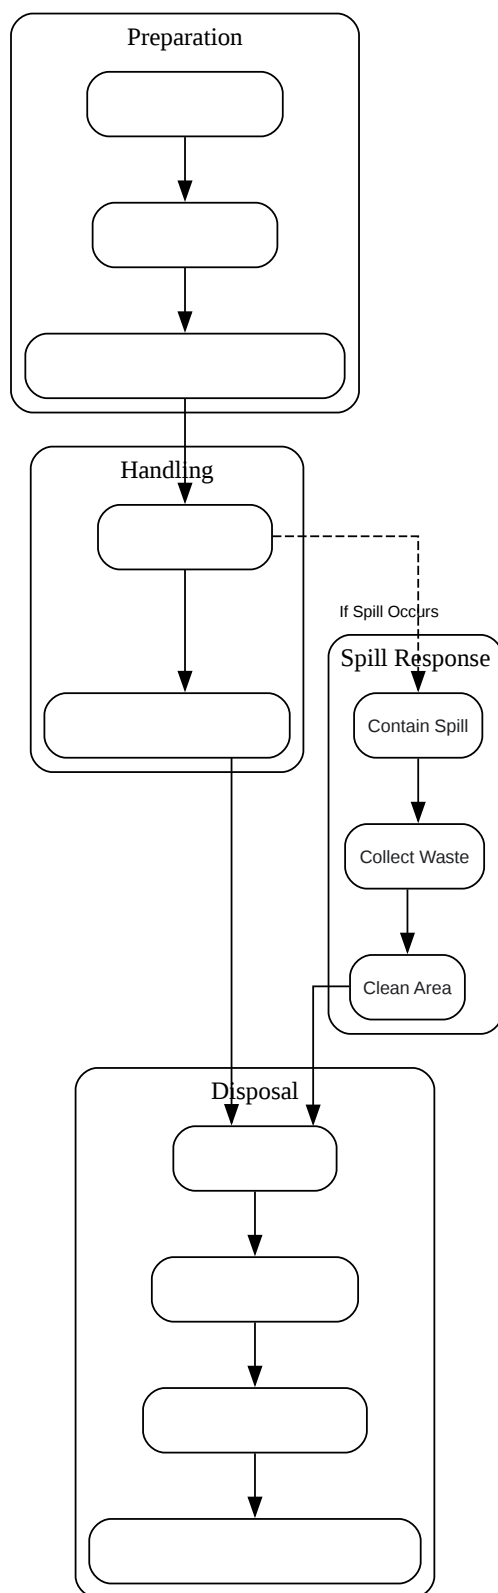 Preparation
Handling
If Spill Occurs
Spill Response
Contain Spill
Collect Waste
Clean Area
Disposal